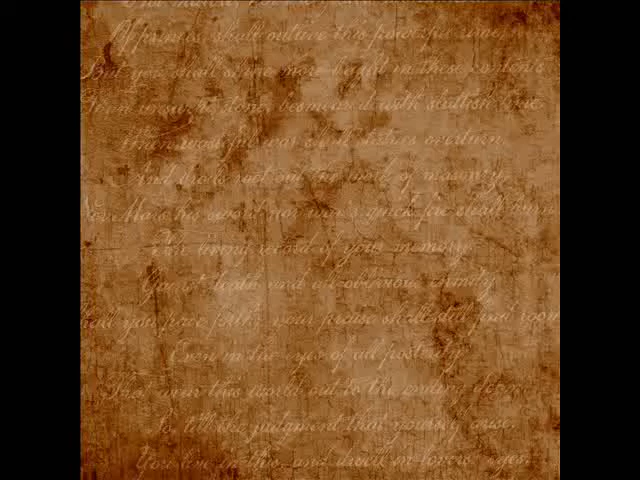 Of princes, shall outlive this powerful rime,
But you shall shine more bright in these contents
Than unswept stone, besmear'd with sluttish time.
When wasteful war shall statues overturn,
And broils root out the work of masonry,
Nor Mars his sword nor war's quick fire shall burn
The living record of your memory.
'Gainst death and all-oblivious enmity
hall you pace forth; your praise shall still find room
Even in the eyes of all posterity
That wear this world out to the ending doom.
So, till the judgment that yourself arise,
You live in this, and dwell in lovers' eyes.